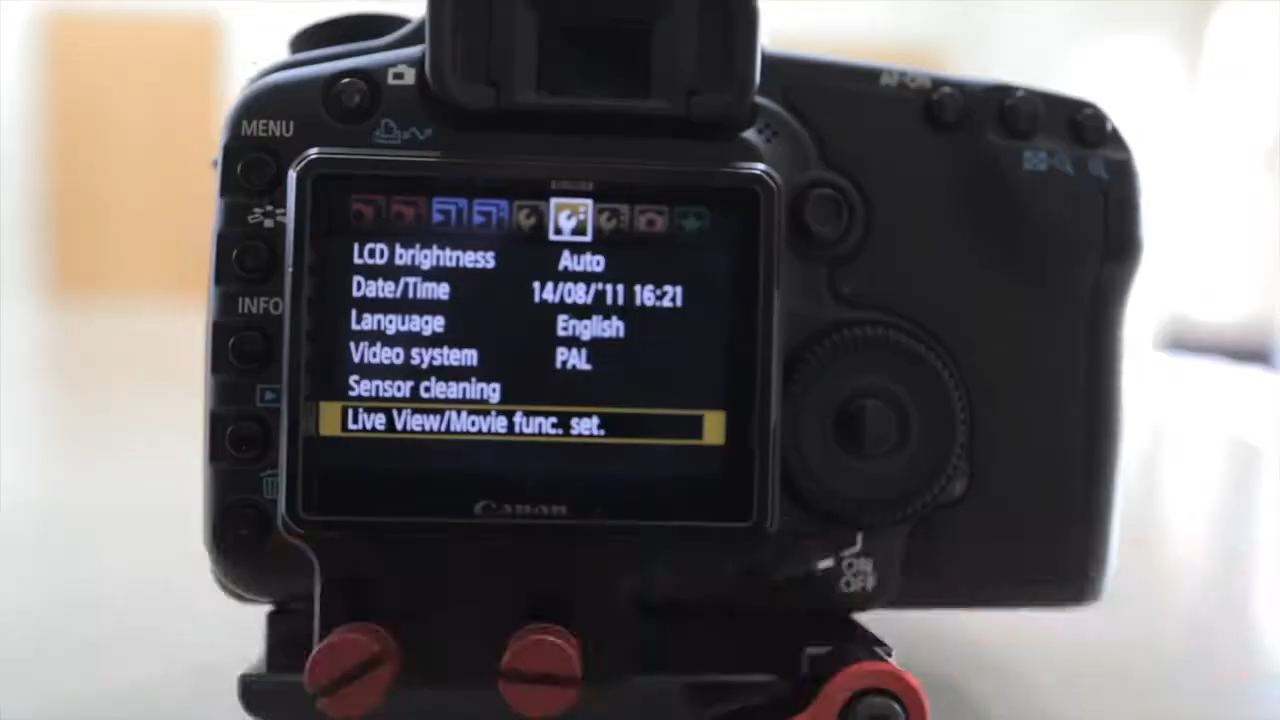 AF-ON
MENU
LCD brightness Auto
Date/Time 14/08/'11 16:21
Language English
Video system PAL
INFO
Sensor cleaning
Live View/Movie func. set.
Canon
ON
OFF